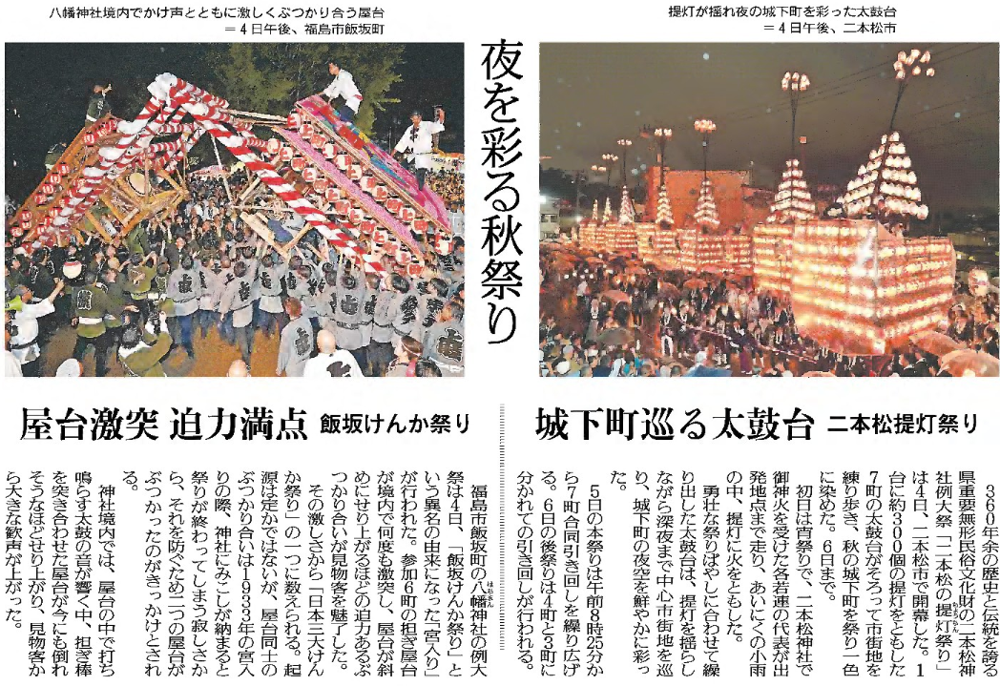 八幡神社境内でかけ声とともに激しくぶつかり合う屋台
＝4日午後、福島市飯坂町
提灯が揺れ夜の城下町を彩った太鼓台
＝4日午後、二本松市
夜を彩る秋祭り
城下町巡る太鼓台 二本松提灯祭り
３６０年余の歴史と伝統を誇る
県重要無形民俗文化財の二本松神
社例大祭「二本松の提灯祭り」
ちょうちん
は４日、二本松市で開幕した。１
台に約３００個の提灯をともした
７町の太鼓台がそろって市街地を
練り歩き、秋の城下町を祭り一色
に染めた。６日まで。
初日は宵祭りで、二本松神社で
御神火を受けた各若連の代表が出
発地点まで走り、あいにくの小雨
の中、提灯に火をともした。
勇壮な祭りばやしに合わせて繰
り出した太鼓台は、提灯を揺らし
ながら深夜まで中心市街地を巡
り、城下町の夜空を鮮やかに彩っ
た。
５日の本祭りは午前８時25分か
ら７町合同引き回しを繰り広げ
る。６日の後祭りは４町と３町に
分かれての引き回しが行われる。
屋台激突 迫力満点 飯坂けんか祭り
福島市飯坂町の八幡神社の例大
はちまん
祭は４日、「飯坂けんか祭り」と
いう異名の由来になった「宮入り」
が行われた。参加６町の担ぎ屋台
が境内で何度も激突し、屋台が斜
めにせり上がるほどの迫力あるぶ
つかり合いが見物客を魅了した。
その激しさから「日本三大けん
か祭り」の一つに数えられる。起
源は定かではないが、屋台同士の
ぶつかり合いは１９３３年の宮入
りの際、神社にみこしが納まると
祭りが終わってしまう寂しさか
ら、それを防ぐため二つの屋台が
ぶつかったのがきっかけとされ
る。
神社境内では、屋台の中で打ち
鳴らす太鼓の音が響く中、担ぎ棒
を突き合わせた屋台が今にも倒れ
そうなほどせり上がり、見物客か
ら大きな歓声が上がった。